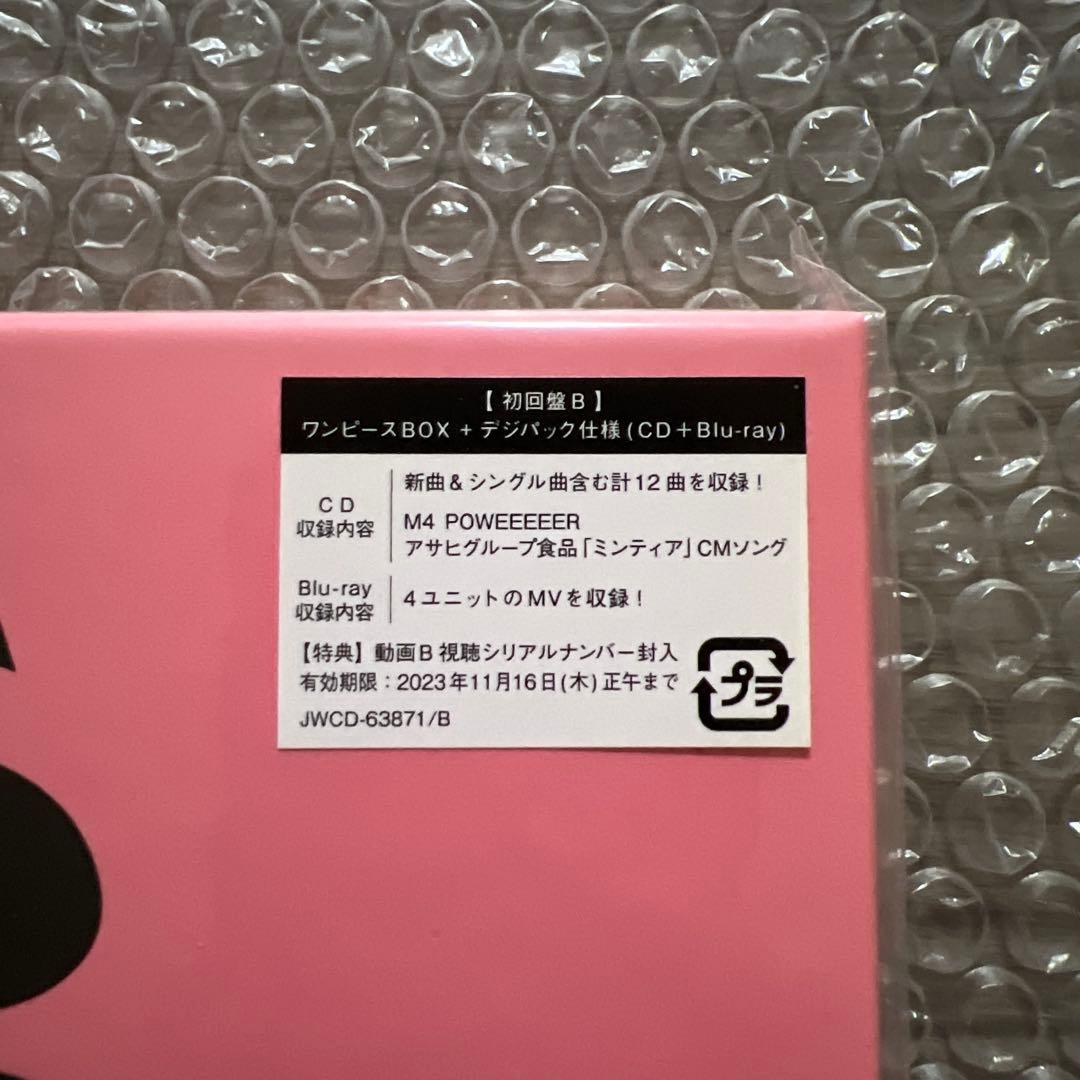 【初回盤B】
ワンピースBOX + デジパック仕様(CD+Blu-ray)
CD
収録内容
新曲&シングル曲含む計12曲を収録!
M4 POWEEEEEER
アサヒグループ食品「ミンティア」CMソング
Blu-ray
収録内容
4ユニットのMVを収録!
【特典】動画B視聴シリアルナンバー封入
有効期限:2023年11月16日(木)正午まで
JWCD-63871/B
プラ